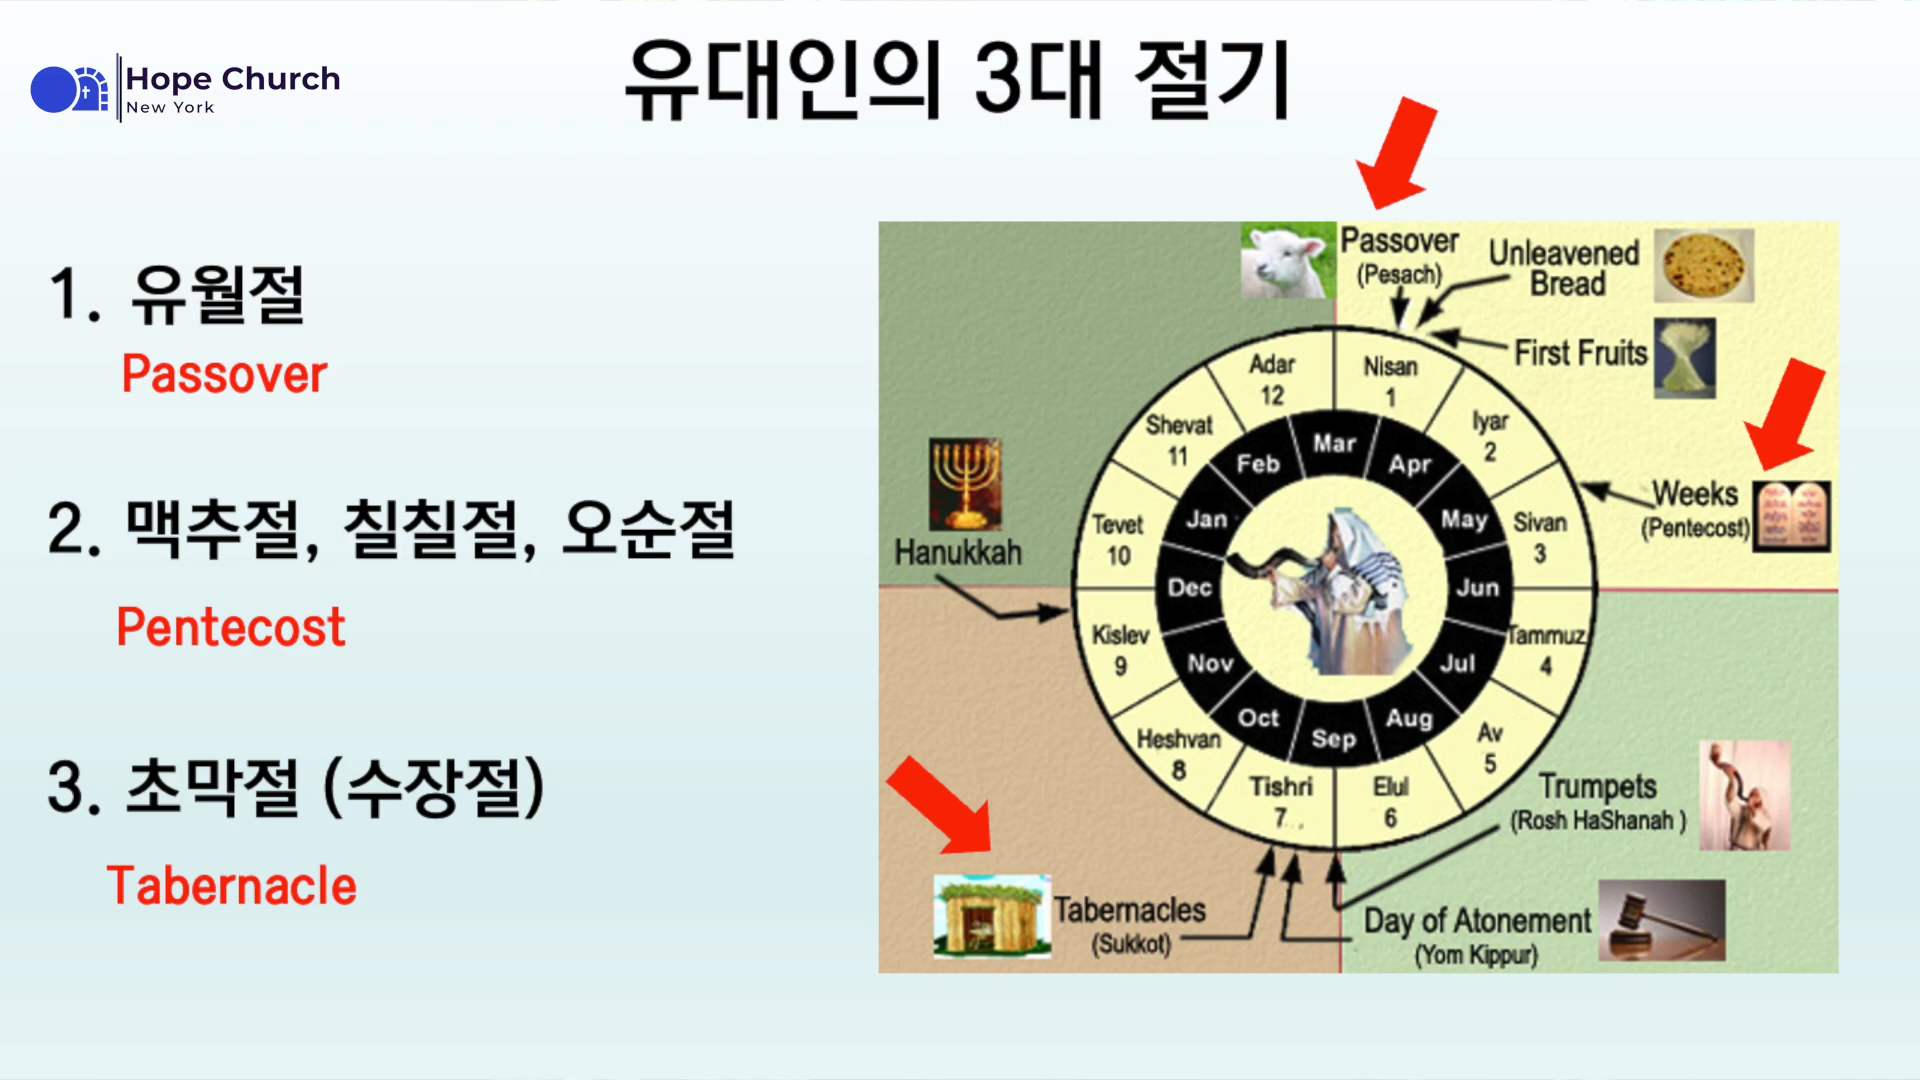 Hope Church
New York
유대인의 3대 절기
1. 유월절
Passover
2. 맥추절, 칠칠절, 오순절
Pentecost
3. 초막절 (수장절)
Tabernacle
Passover
(Pesach)
Unleavened
Bread
First Fruits
Weeks
(Pentecost)
Hanukkah
Trumpets
(Rosh HaShanah )
Day of Atonement
(Yom Kippur)
Tabernacles
(Sukkot)
Nisan
1
Iyar
2
Sivan
3
Tammuz
4
Av
5
Elul
6
Tishri
7
Heshvan
8
Kislev
9
Tevet
10
Shevat
11
Adar
12
Mar
Apr
May
Jun
Jul
Aug
Sep
Oct
Nov
Dec
Jan
Feb